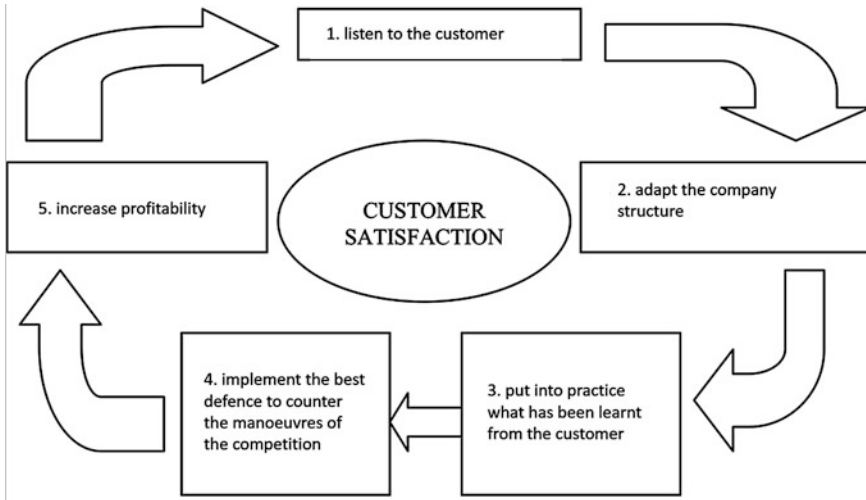 1. listen to the customer
2. adapt the company
structure
3. put into practice
what has been learnt
from the customer
4. implement the best
defence to counter
the manoeuvres of
the competition
5. increase profitability
CUSTOMER
SATISFACTION